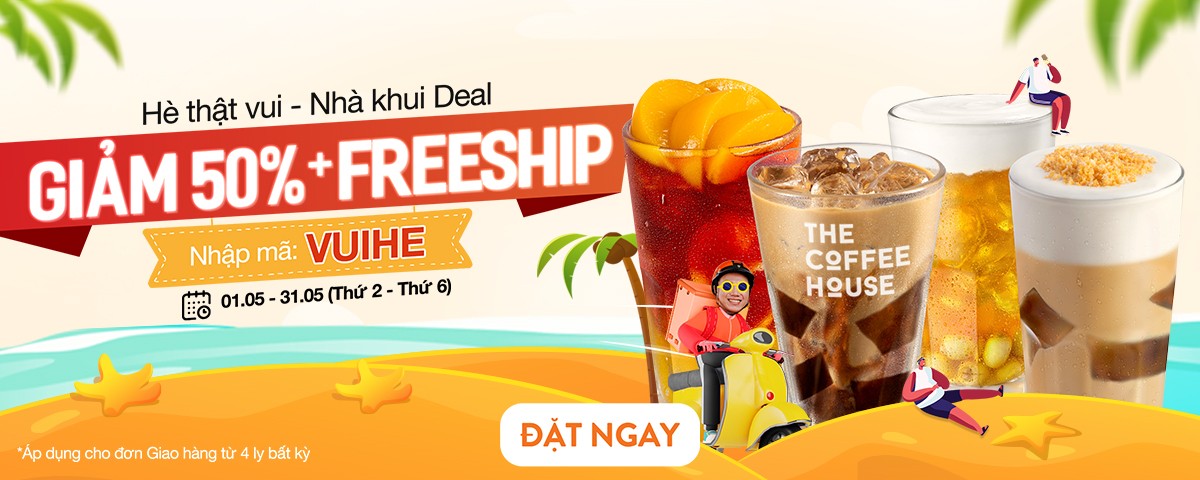 Hè thật vui - Nhà khui Deal
GIẢM 50% + FREESHIP
Nhập mã: VUIHE
01.05 - 31.05 (Thứ 2 - Thứ 6)
THE
COFFEE
HOUSE
ĐẶT NGAY
*Áp dụng cho đơn Giao hàng từ 4 ly bất kỳ